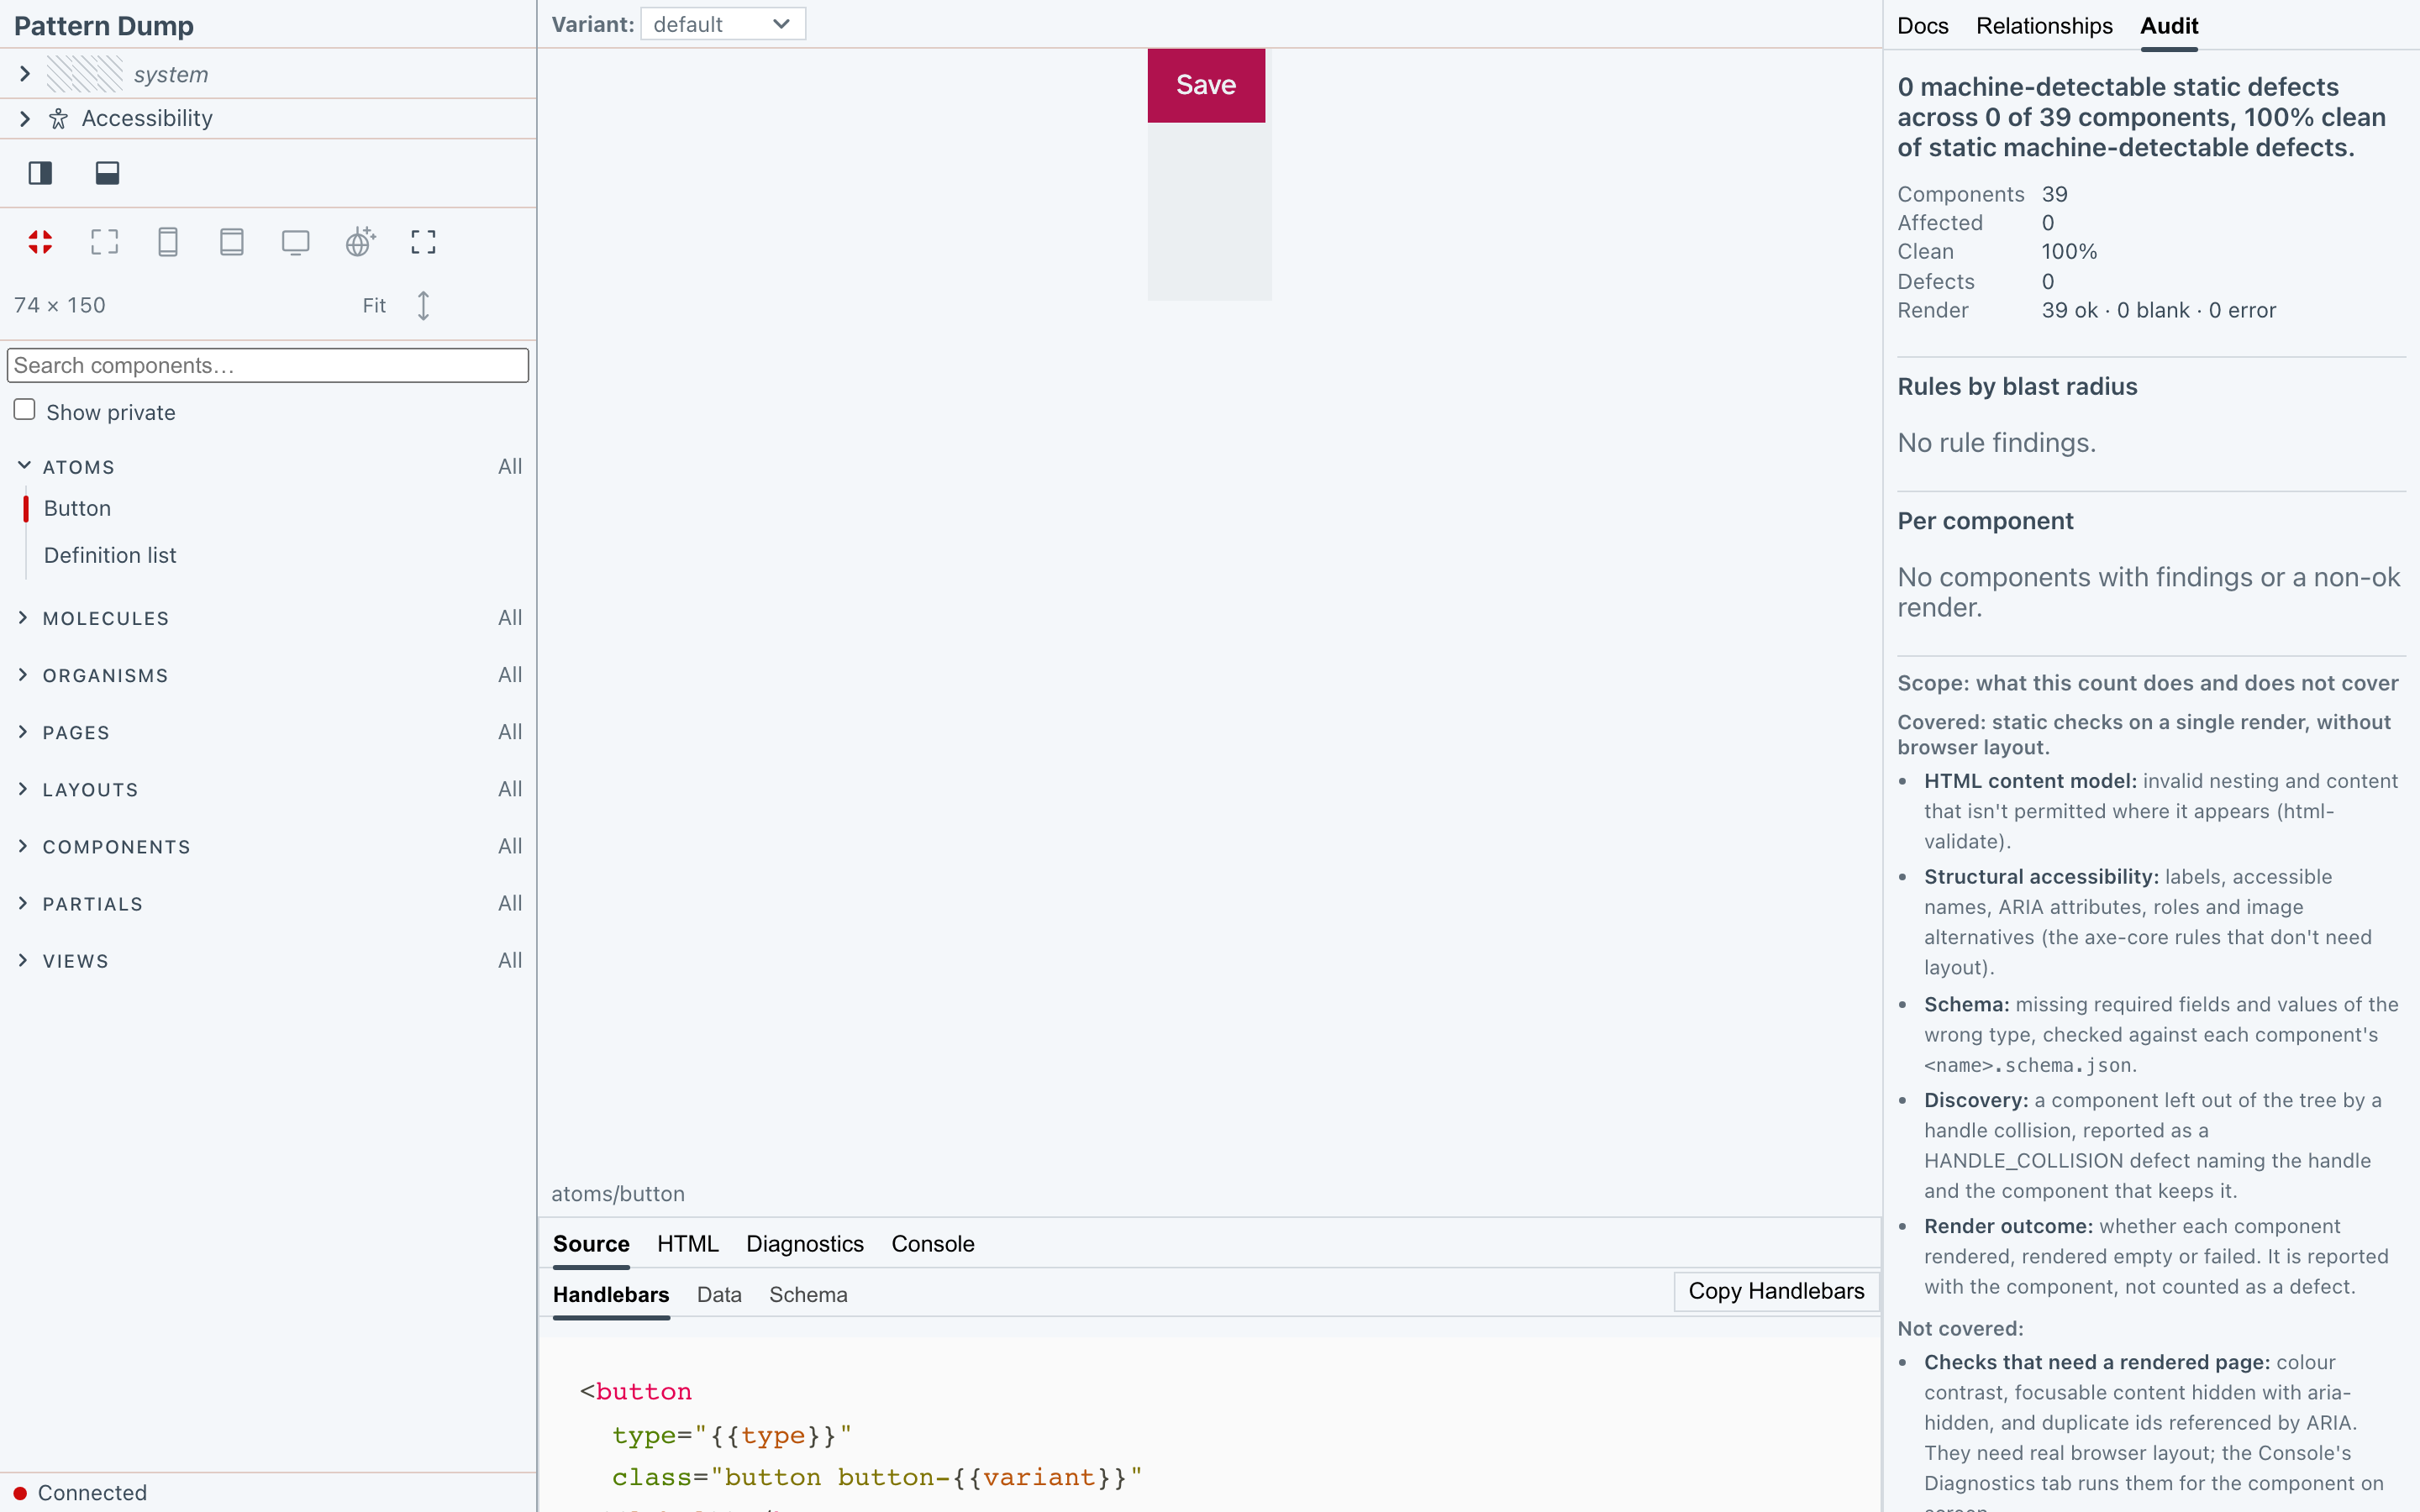 Pattern Dump
system
Accessibility
74 × 150 Fit
Search components…
Show private
ATOMS All
Button
Definition list
MOLECULES All
ORGANISMS All
PAGES All
LAYOUTS All
COMPONENTS All
PARTIALS All
VIEWS All
Connected
Variant: default
Save
atoms/button
Source HTML Diagnostics Console
Handlebars Data Schema Copy Handlebars
<button
type="{{type}}"
class="button button-{{variant}}"
Docs Relationships Audit
0 machine-detectable static defects
across 0 of 39 components, 100% clean
of static machine-detectable defects.
Components 39
Affected 0
Clean 100%
Defects 0
Render 39 ok · 0 blank · 0 error
Rules by blast radius
No rule findings.
Per component
No components with findings or a non-ok
render.
Scope: what this count does and does not cover
Covered: static checks on a single render, without
browser layout.
• HTML content model: invalid nesting and content
that isn't permitted where it appears (html-
validate).
• Structural accessibility: labels, accessible
names, ARIA attributes, roles and image
alternatives (the axe-core rules that don't need
layout).
• Schema: missing required fields and values of the
wrong type, checked against each component's
<name>.schema.json.
• Discovery: a component left out of the tree by a
handle collision, reported as a
HANDLE_COLLISION defect naming the handle
and the component that keeps it.
• Render outcome: whether each component
rendered, rendered empty or failed. It is reported
with the component, not counted as a defect.
Not covered:
• Checks that need a rendered page: colour
contrast, focusable content hidden with aria-
hidden, and duplicate ids referenced by ARIA.
They need real browser layout; the Console's
Diagnostics tab runs them for the component on